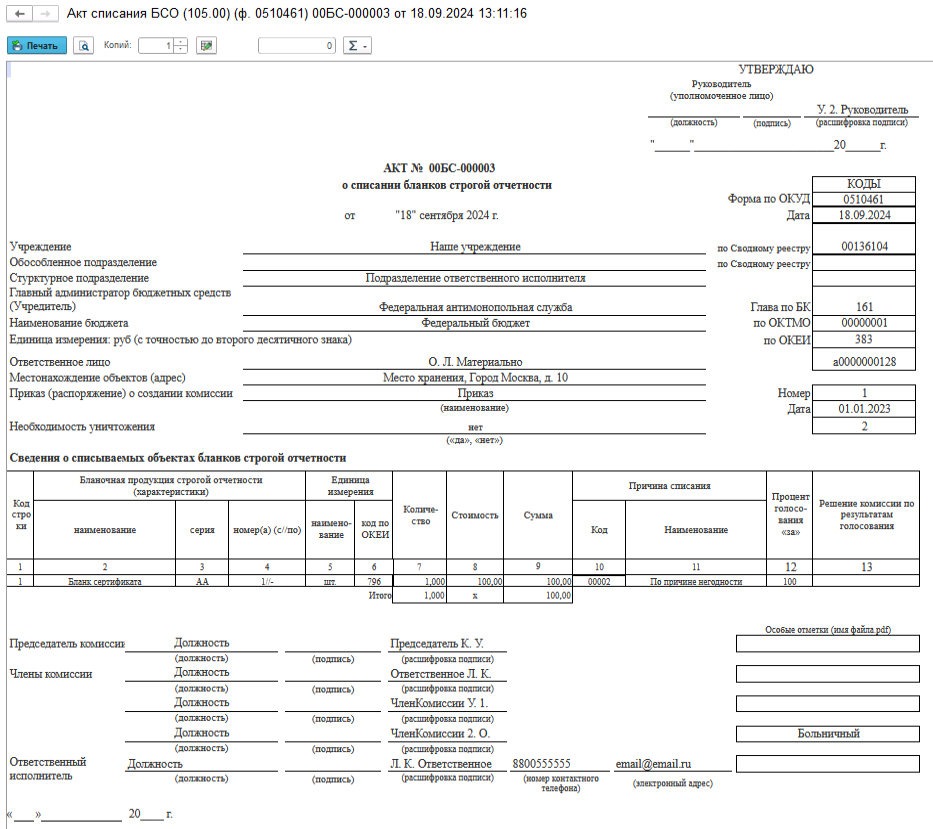 Акт списания БСО (105.00) (ф. 0510461) 00БС-000003 от 18.09.2024 13:11:16
Печать Копий: 1 0 Σ
УТВЕРЖДАЮ
Руководитель
(уполномоченное лицо)
У. 2. Руководитель
(должность) (подпись) (расшифровка подписи)
"______" ______________________20______г.
АКТ № 00БС-000003
о списании бланков строгой отчетности
КОДЫ
Форма по ОКУД 0510461
от "18" сентября 2024 г. Дата 18.09.2024
Учреждение Наше учреждение по Сводному реестру 00136104
Обособленное подразделение по Сводному реестру
Стурктурное подразделение Подразделение ответственного исполнителя
Главный администратор бюджетных средств
(Учредитель) Федеральная антимонопольная служба Глава по БК 161
Наименование бюджета Федеральный бюджет по ОКТМО 00000001
Единица измерения: руб (с точностью до второго десятичного знака) по ОКЕИ 383
Ответственное лицо О. Л. Материально а0000000128
Местонахождение объектов (адрес) Место хранения, Город Москва, д. 10
Приказ (распоряжение) о создании комиссии Приказ Номер 1
(наименование) Дата 01.01.2023
Необходимость уничтожения нет 2
(«да», «нет»)
Сведения о списываемых объектах бланков строгой отчетности
Код стро ки Бланочная продукция строгой отчетности (характеристики) Единица измерения Количе- ство Стоимость Сумма Причина списания Процент голосо- вания «за» Решение комиссии по результатам голосования
наименование серия номер(а) (с//по) наимено- вание код по ОКЕИ Код Наименование
1 2 3 4 5 6 7 8 9 10 11 12 13
1 Бланк сертификата АА 1//- шт. 796 1,000 100,00 100,00 00002 По причине негодности 100
Итого 1,000 х 100,00
Особые отметки (имя файла.pdf)
Председатель комиссии Должность Председатель К. У.
(должность) (подпись) (расшифровка подписи)
Члены комиссии Должность Ответственное Л. К.
(должность) (подпись) (расшифровка подписи)
Должность ЧленКомиссии У. 1.
(должность) (подпись) (расшифровка подписи)
Должность ЧленКомиссии 2. О. Больничный
(должность) (подпись) (расшифровка подписи)
Ответственный
исполнитель Должность Л. К. Ответственное 8800555555 email@email.ru
(должность) (подпись) (расшифровка подписи) (номер контактного телефона) (электронный адрес)
«____»______________ 20____ г.